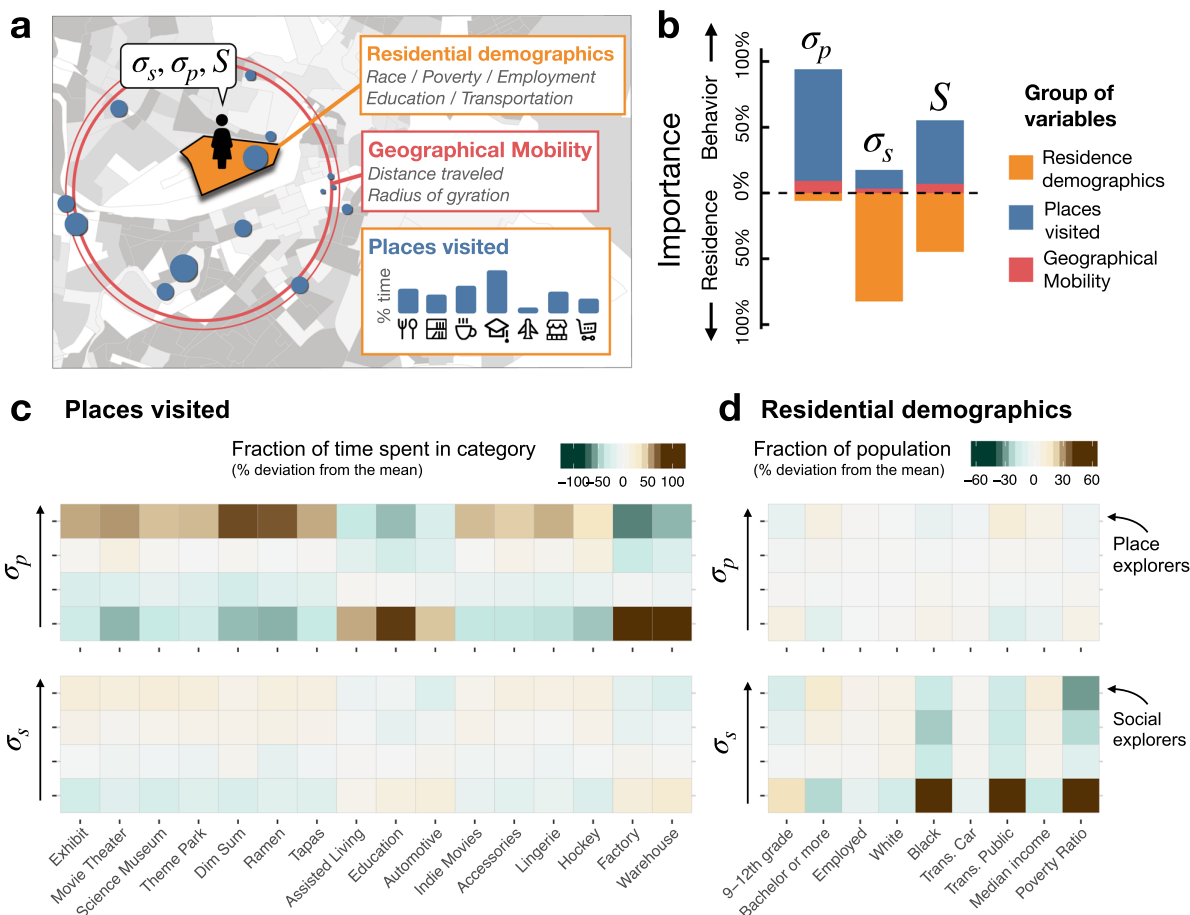 a
σs, σp, S
Residential demographics
Race / Poverty / Employment
Education / Transportation
Geographical Mobility
Distance traveled
Radius of gyration
Places visited
% time
b
Importance
Residence
Behavior
100%
50%
0%
50%
100%
σp
σs
S
Group of
variables
Residence
demographics
Places
visited
Geographical
Mobility
c Places visited
Fraction of time spent in category
(% deviation from the mean)
−100 −50 0 50 100
σp
σs
Exhibit
Movie Theater
Science Museum
Theme Park
Dim Sum
Ramen
Tapas
Assisted Living
Education
Automotive
Indie Movies
Accessories
Lingerie
Hockey
Factory
Warehouse
d Residential demographics
Fraction of population
(% deviation from the mean)
−60 −30 0 30 60
σp
Place
explorers
σs
Social
explorers
9−12th grade
Bachelor or more
Employed
White
Black
Trans. Car
Trans. Public
Median income
Poverty Ratio